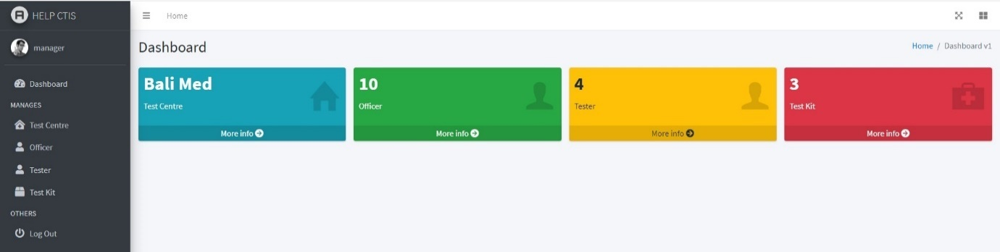 HELP CTIS
Home
manager
Dashboard
Home / Dashboard v1
Bali Med
Test Centre
More info
10
Officer
More info
4
Tester
More info
3
Test Kit
More info
Dashboard
MANAGES
Test Centre
Officer
Tester
Test Kit
OTHERS
Log Out